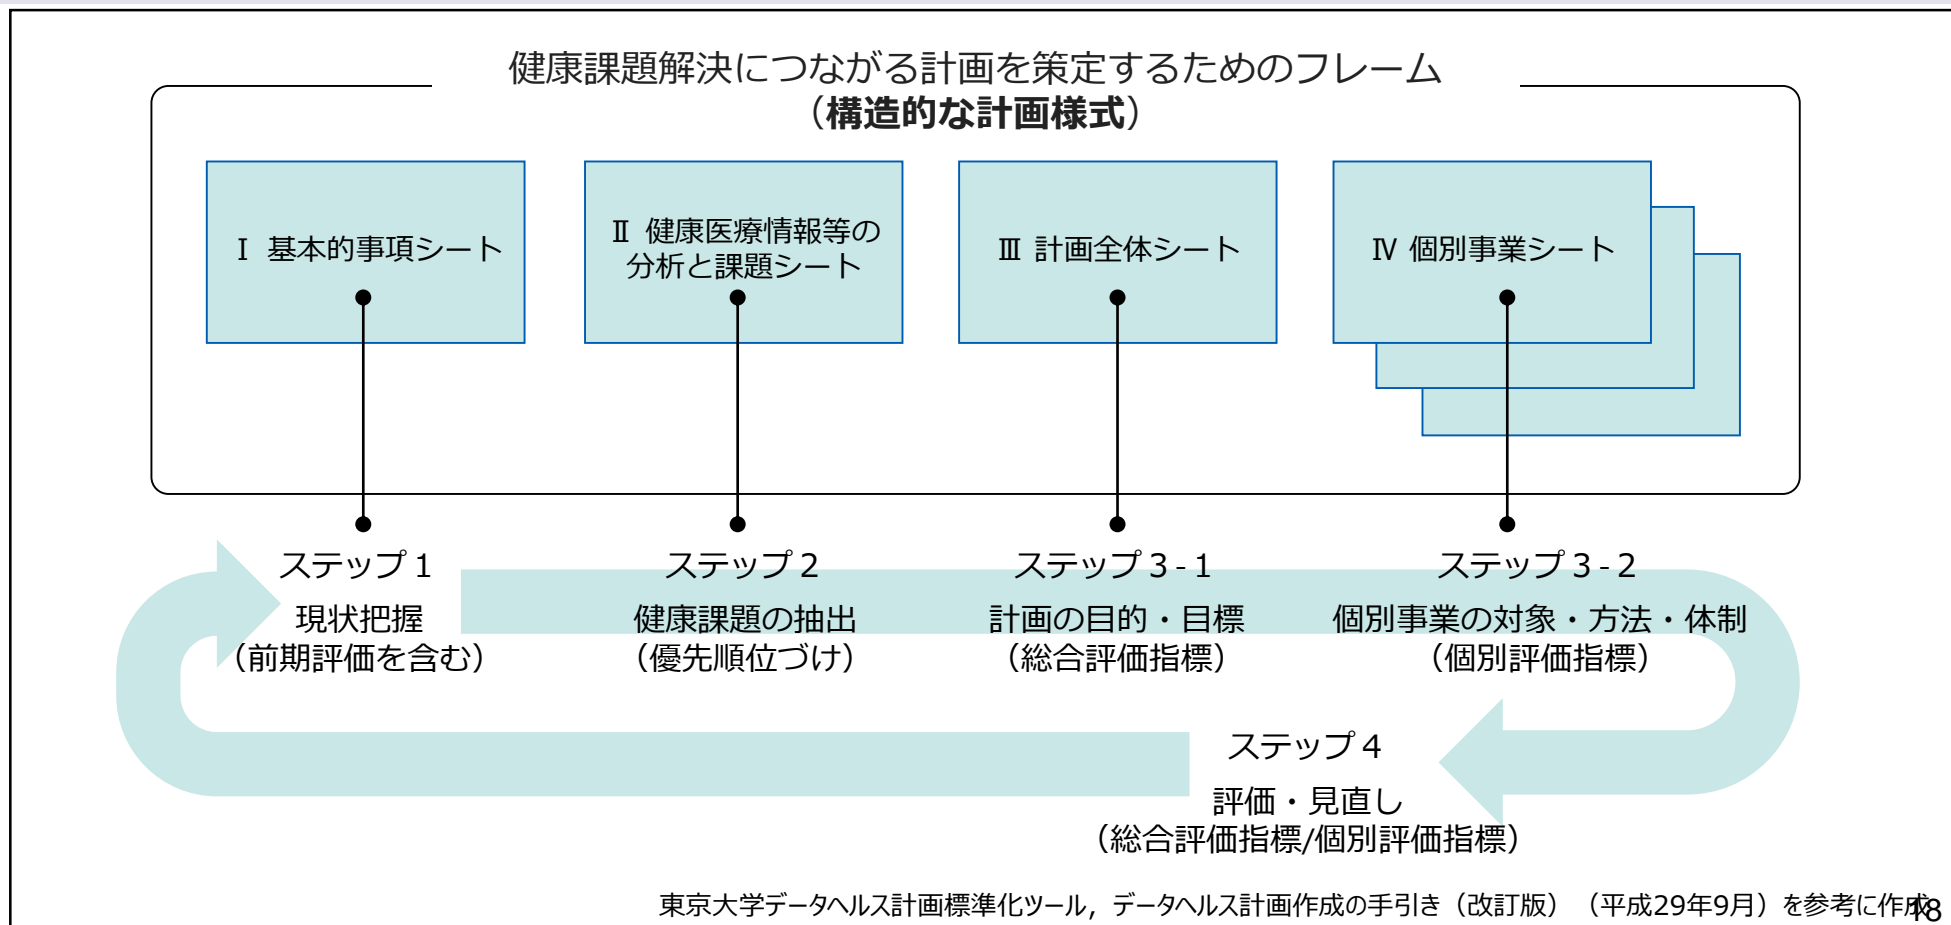 健康課題解決につながる計画を策定するためのフレーム
（構造的な計画様式）
Ⅰ 基本的事項シート
Ⅱ 健康医療情報等の
分析と課題シート
Ⅲ 計画全体シート
Ⅳ 個別事業シート
ステップ１
現状把握
（前期評価を含む）
ステップ２
健康課題の抽出
（優先順位づけ）
ステップ３-１
計画の目的・目標
（総合評価指標）
ステップ３-２
個別事業の対象・方法・体制
（個別評価指標）
ステップ４
評価・見直し
（総合評価指標/個別評価指標）
東京大学データヘルス計画標準化ツール，データヘルス計画作成の手引き（改訂版）（平成29年9月）を参考に作成
18